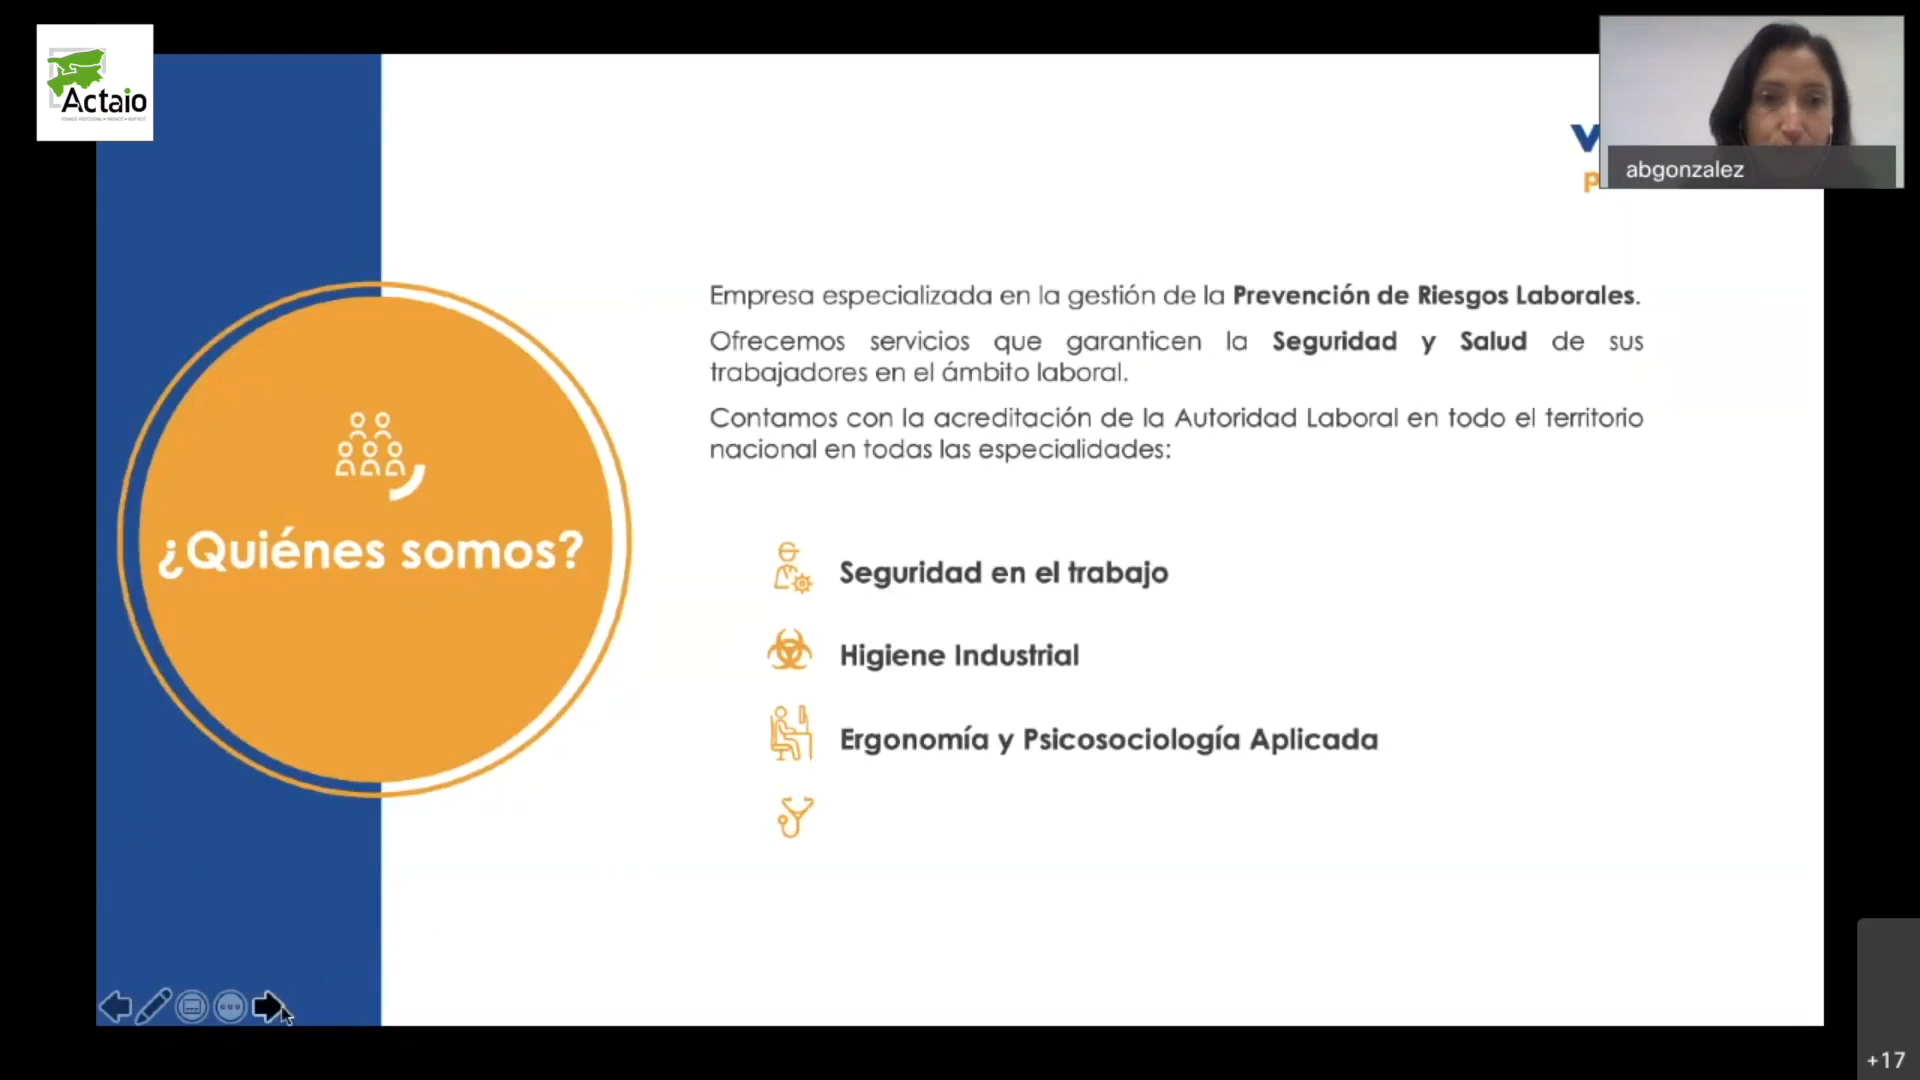 Actaio
abgonzalez
Empresa especializada en la gestión de la Prevención de Riesgos Laborales.
Ofrecemos servicios que garanticen la Seguridad y Salud de sus
trabajadores en el ámbito laboral.
Contamos con la acreditación de la Autoridad Laboral en todo el territorio
nacional en todas las especialidades:
¿Quiénes somos?
Seguridad en el trabajo
Higiene Industrial
Ergonomía y Psicosociología Aplicada
+17